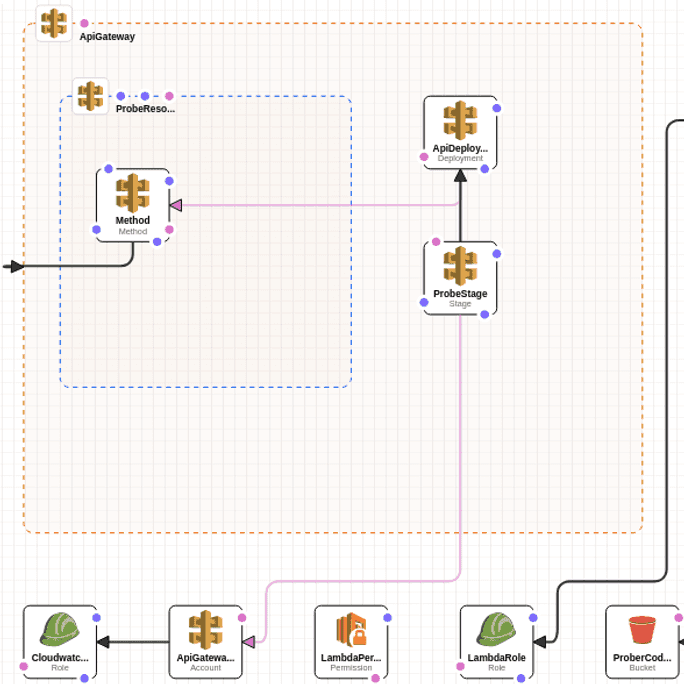 ApiGateway
ProbeReso...
ApiDeploy...
Deployment
Method
Method
ProbeStage
Stage
Cloudwatc...
Role
ApiGatewa...
Account
LambdaPer...
Permission
LambdaRole
Role
ProberCod...
Bucket